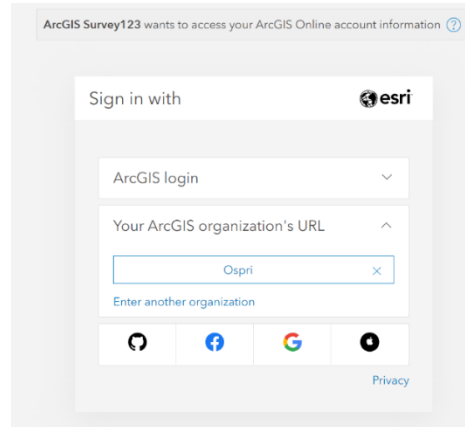 ArcGIS Survey123 wants to access your ArcGIS Online account information ?
Sign in with esri
ArcGIS login
Your ArcGIS organization's URL
Ospri
Enter another organization
Privacy